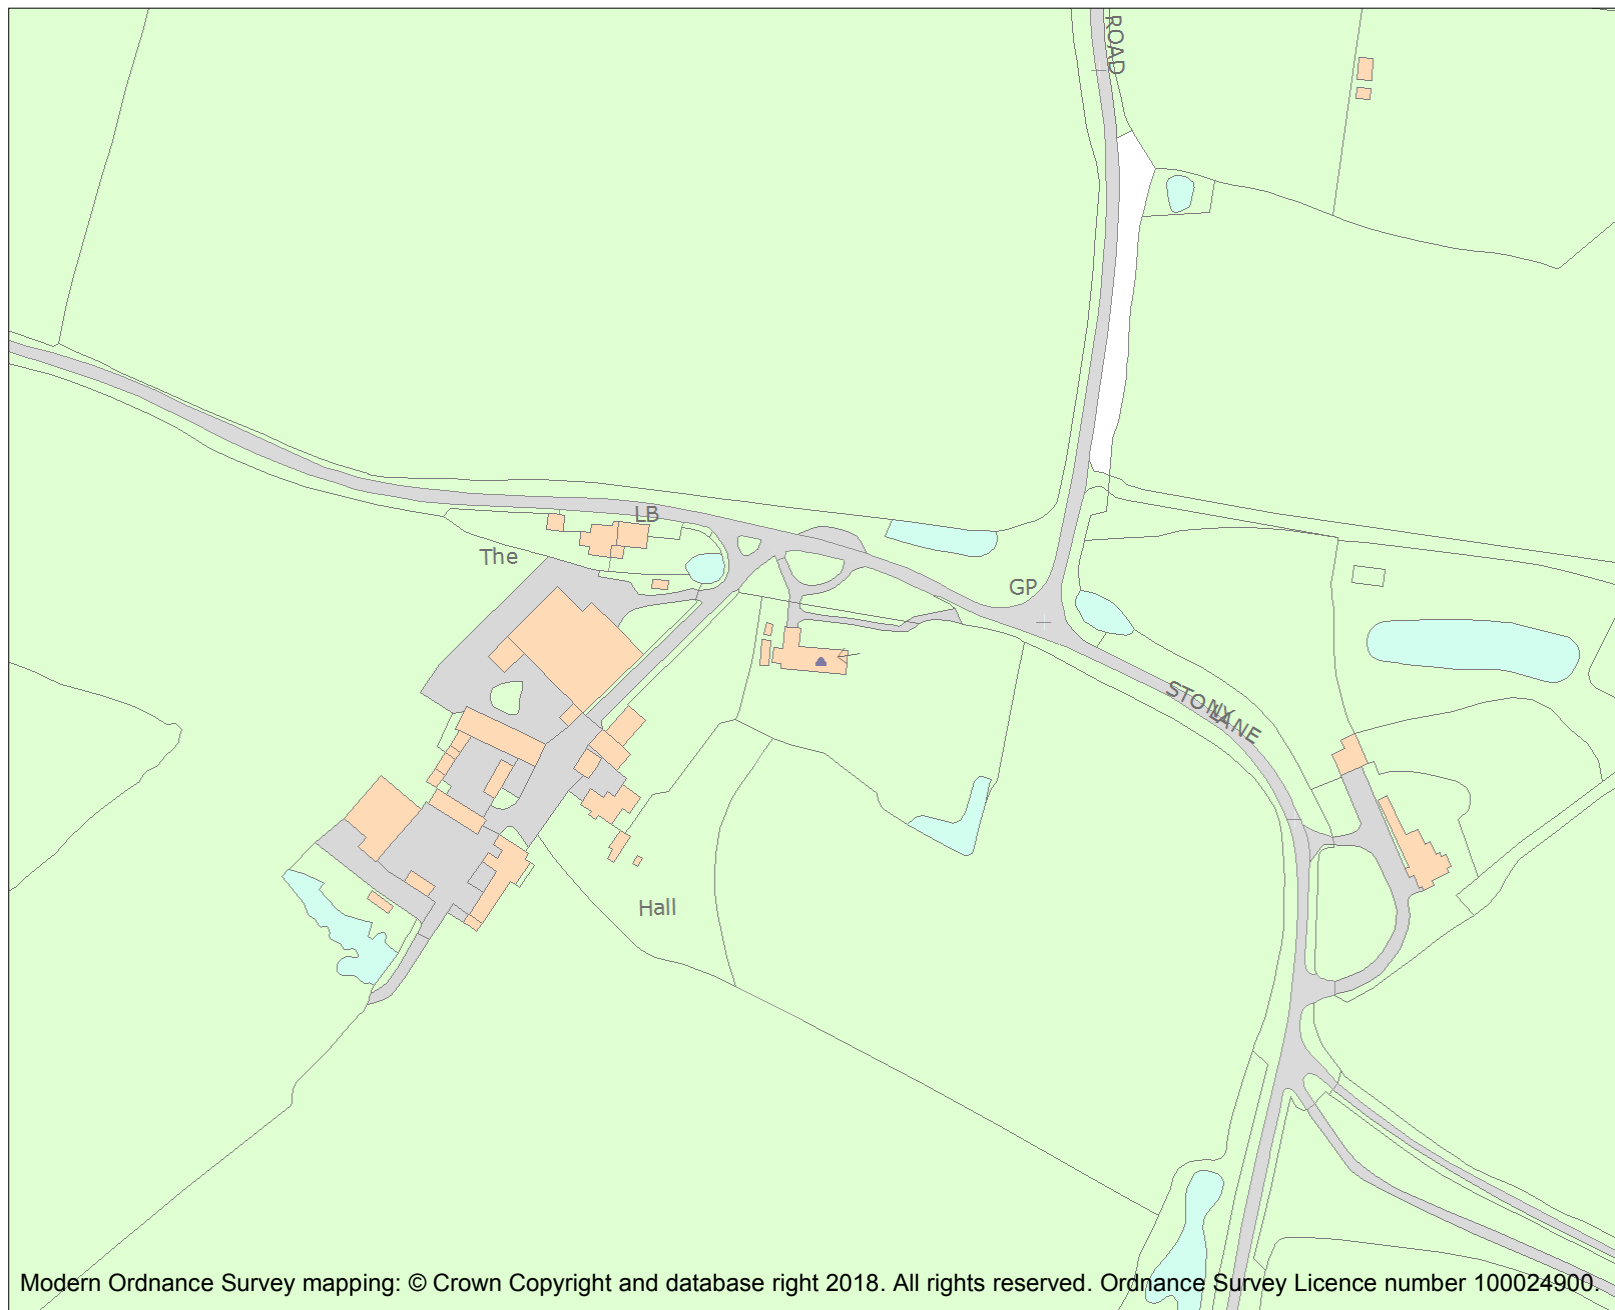 ROAD
LB
The
GP
STONY LANE
Hall
Modern Ordnance Survey mapping: © Crown Copyright and database right 2018. All rights reserved. Ordnance Survey Licence number 100024900.